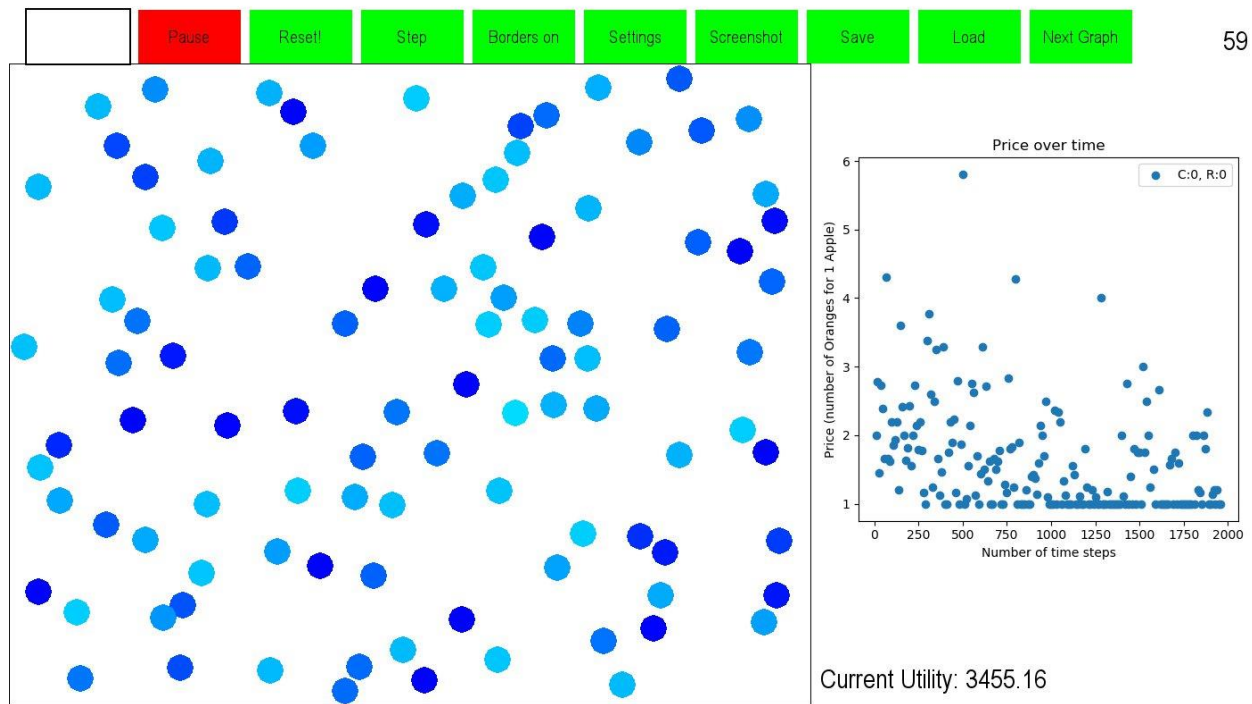 Pause
Reset!
Step
Borders on
Settings
Screenshot
Save
Load
Next Graph
59
Price over time
C:0, R:0
Price (number of Oranges for 1 Apple)
6
5
4
3
2
1
0 250 500 750 1000 1250 1500 1750 2000
Number of time steps
Current Utility: 3455.16